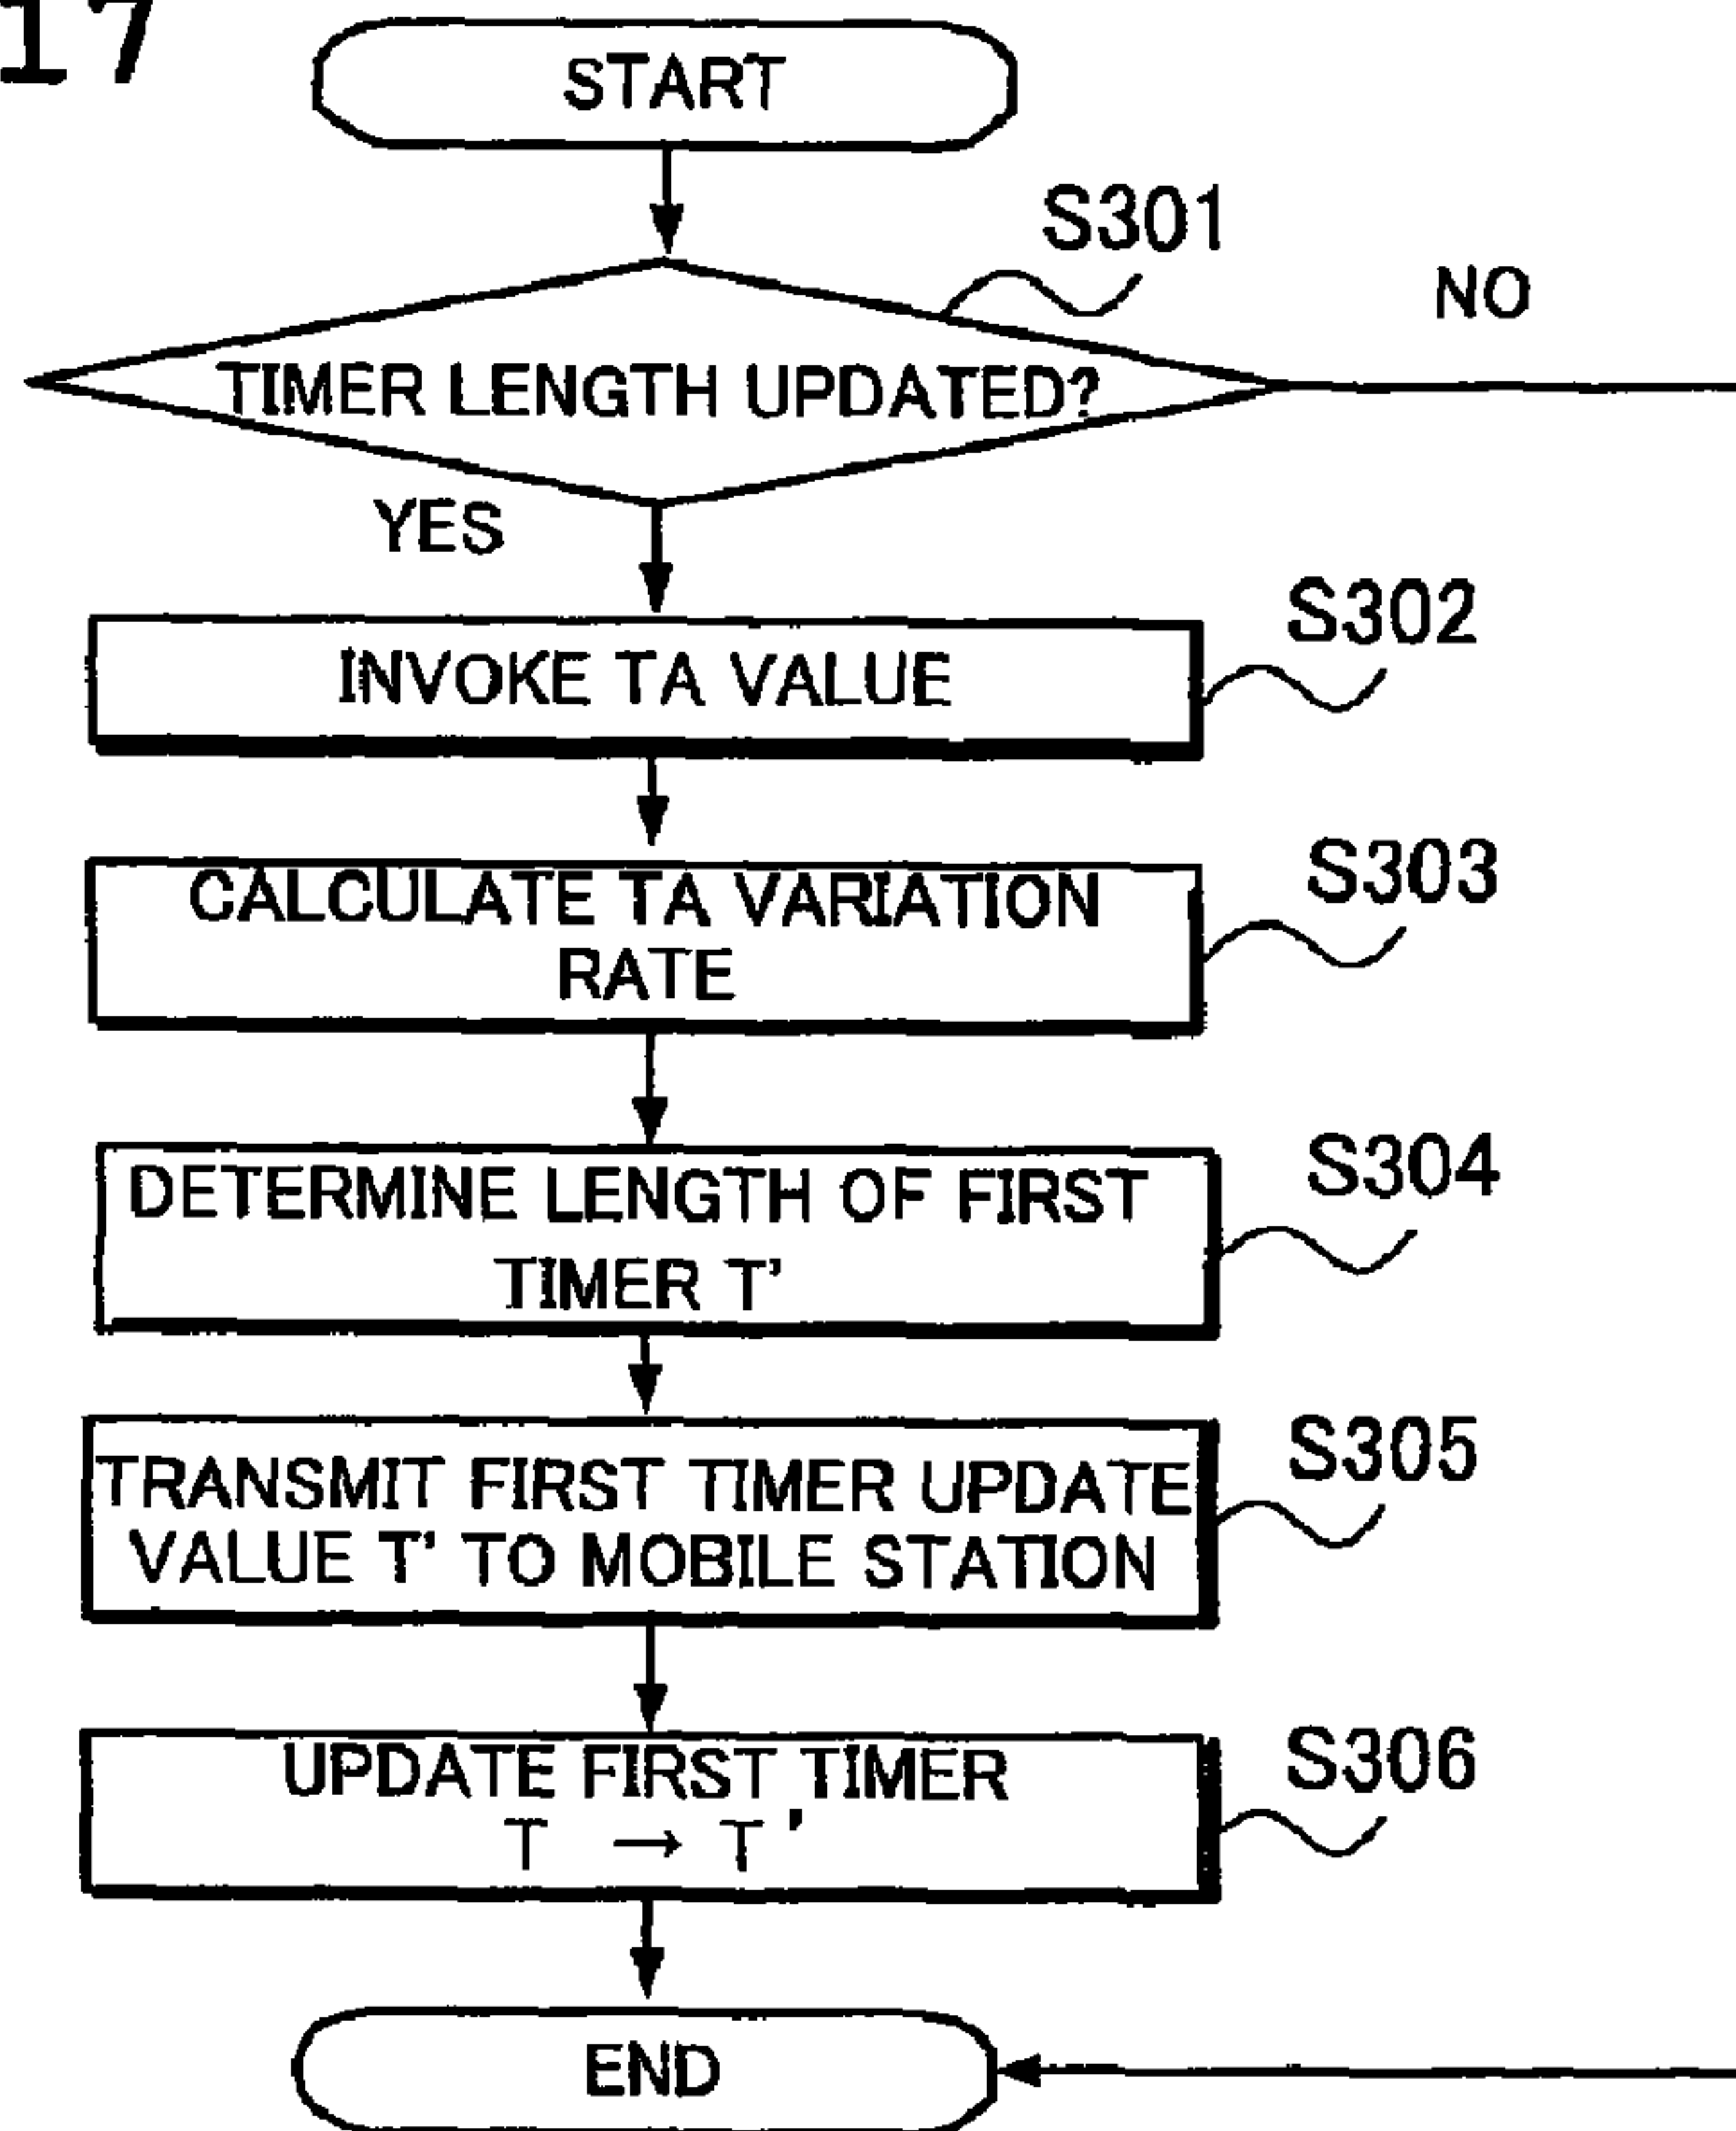 17
START
S301
NO
TIMER LENGTH UPDATED?
YES
S302
INVOKE TA VALUE
S303
CALCULATE TA VARIATION
RATE
S304
DETERMINE LENGTH OF FIRST
TIMER T'
S305
TRANSMIT FIRST TIMER UPDATE
VALUE T' TO MOBILE STATION
S306
UPDATE FIRST TIMER
T → T'
END